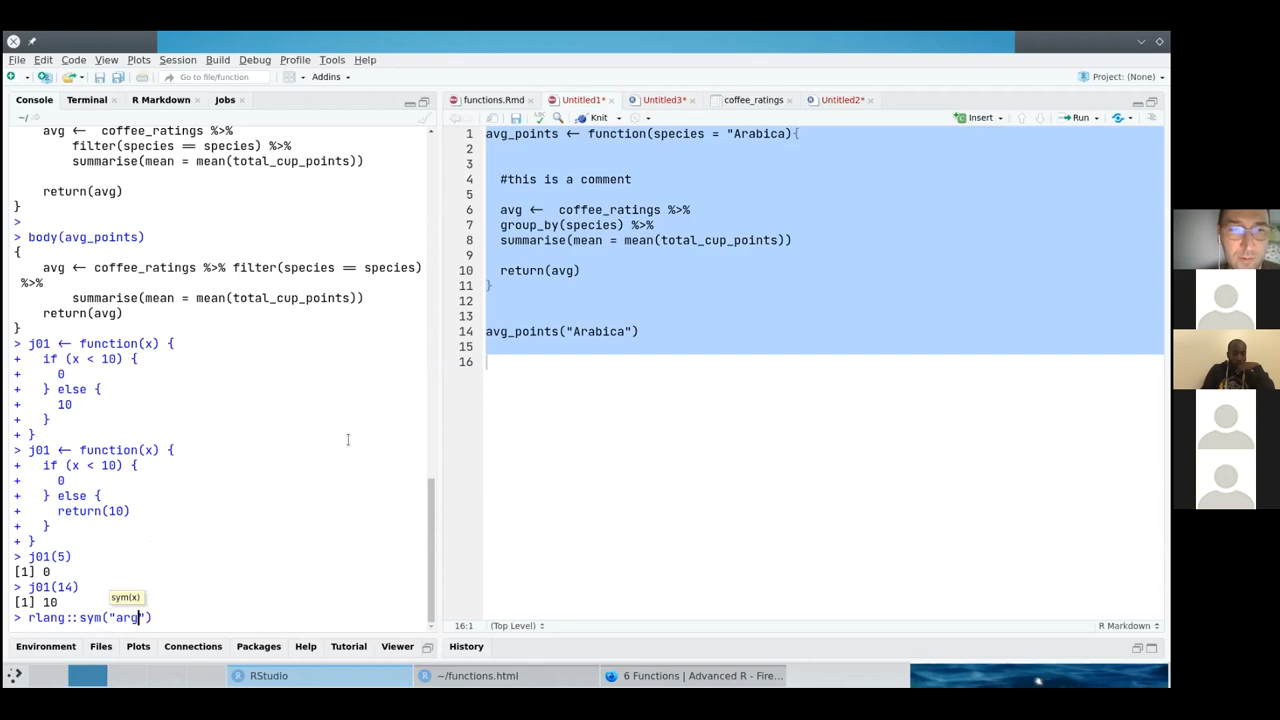 File Edit Code View Plots Session Build Debug Profile Tools Help
Go to file/function Addins Project: (None)
Console Terminal R Markdown Jobs
~/
avg <- coffee_ratings %>%
filter(species == species) %>%
summarise(mean = mean(total_cup_points))
return(avg)
}
>
> body(avg_points)
{
avg <- coffee_ratings %>% filter(species == species)
%>%
summarise(mean = mean(total_cup_points))
return(avg)
}
> j01 <- function(x) {
+ if (x < 10) {
+ 0
+ } else {
+ 10
+ }
+ }
> j01 <- function(x) {
+ if (x < 10) {
+ 0
+ } else {
+ return(10)
+ }
+ }
> j01(5)
[1] 0
> j01(14)
[1] 10
sym(x)
> rlang::sym("arg")
functions.Rmd Untitled1* Untitled3* coffee_ratings Untitled2*
Knit Insert Run
1 avg_points <- function(species = "Arabica){
2
3
4 #this is a comment
5
6 avg <- coffee_ratings %>%
7 group_by(species) %>%
8 summarise(mean = mean(total_cup_points))
9
10 return(avg)
11 }
12
13
14 avg_points("Arabica")
15
16
16:1 (Top Level) R Markdown
Environment Files Plots Connections Packages Help Tutorial Viewer History
RStudio ~/functions.html 6 Functions | Advanced R - Fire...